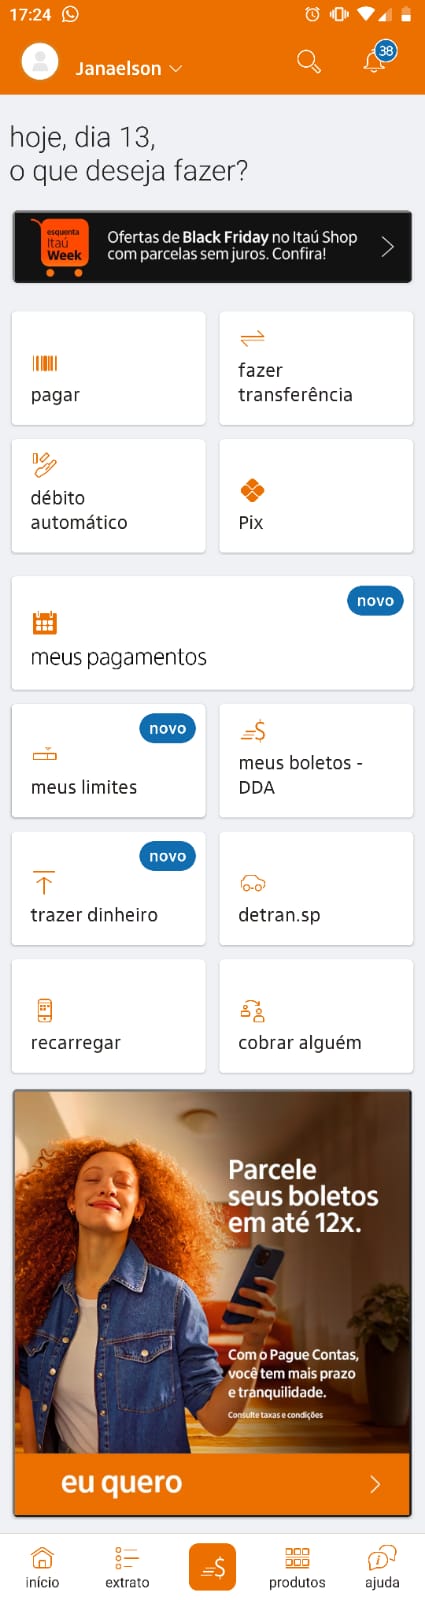 17:24
Janaelson
38
hoje, dia 13,
o que deseja fazer?
esquenta
Itaú
Week
Ofertas de Black Friday no Itaú Shop
com parcelas sem juros. Confira!
pagar
fazer
transferência
débito
automático
Pix
novo
meus pagamentos
novo
meus limites
meus boletos -
DDA
novo
trazer dinheiro
detran.sp
recarregar
cobrar alguém
Parcele
seus boletos
em até 12x.
Com o Pague Contas,
você tem mais prazo
e tranquilidade.
Consulte taxas e condições
eu quero
início
extrato
produtos
ajuda